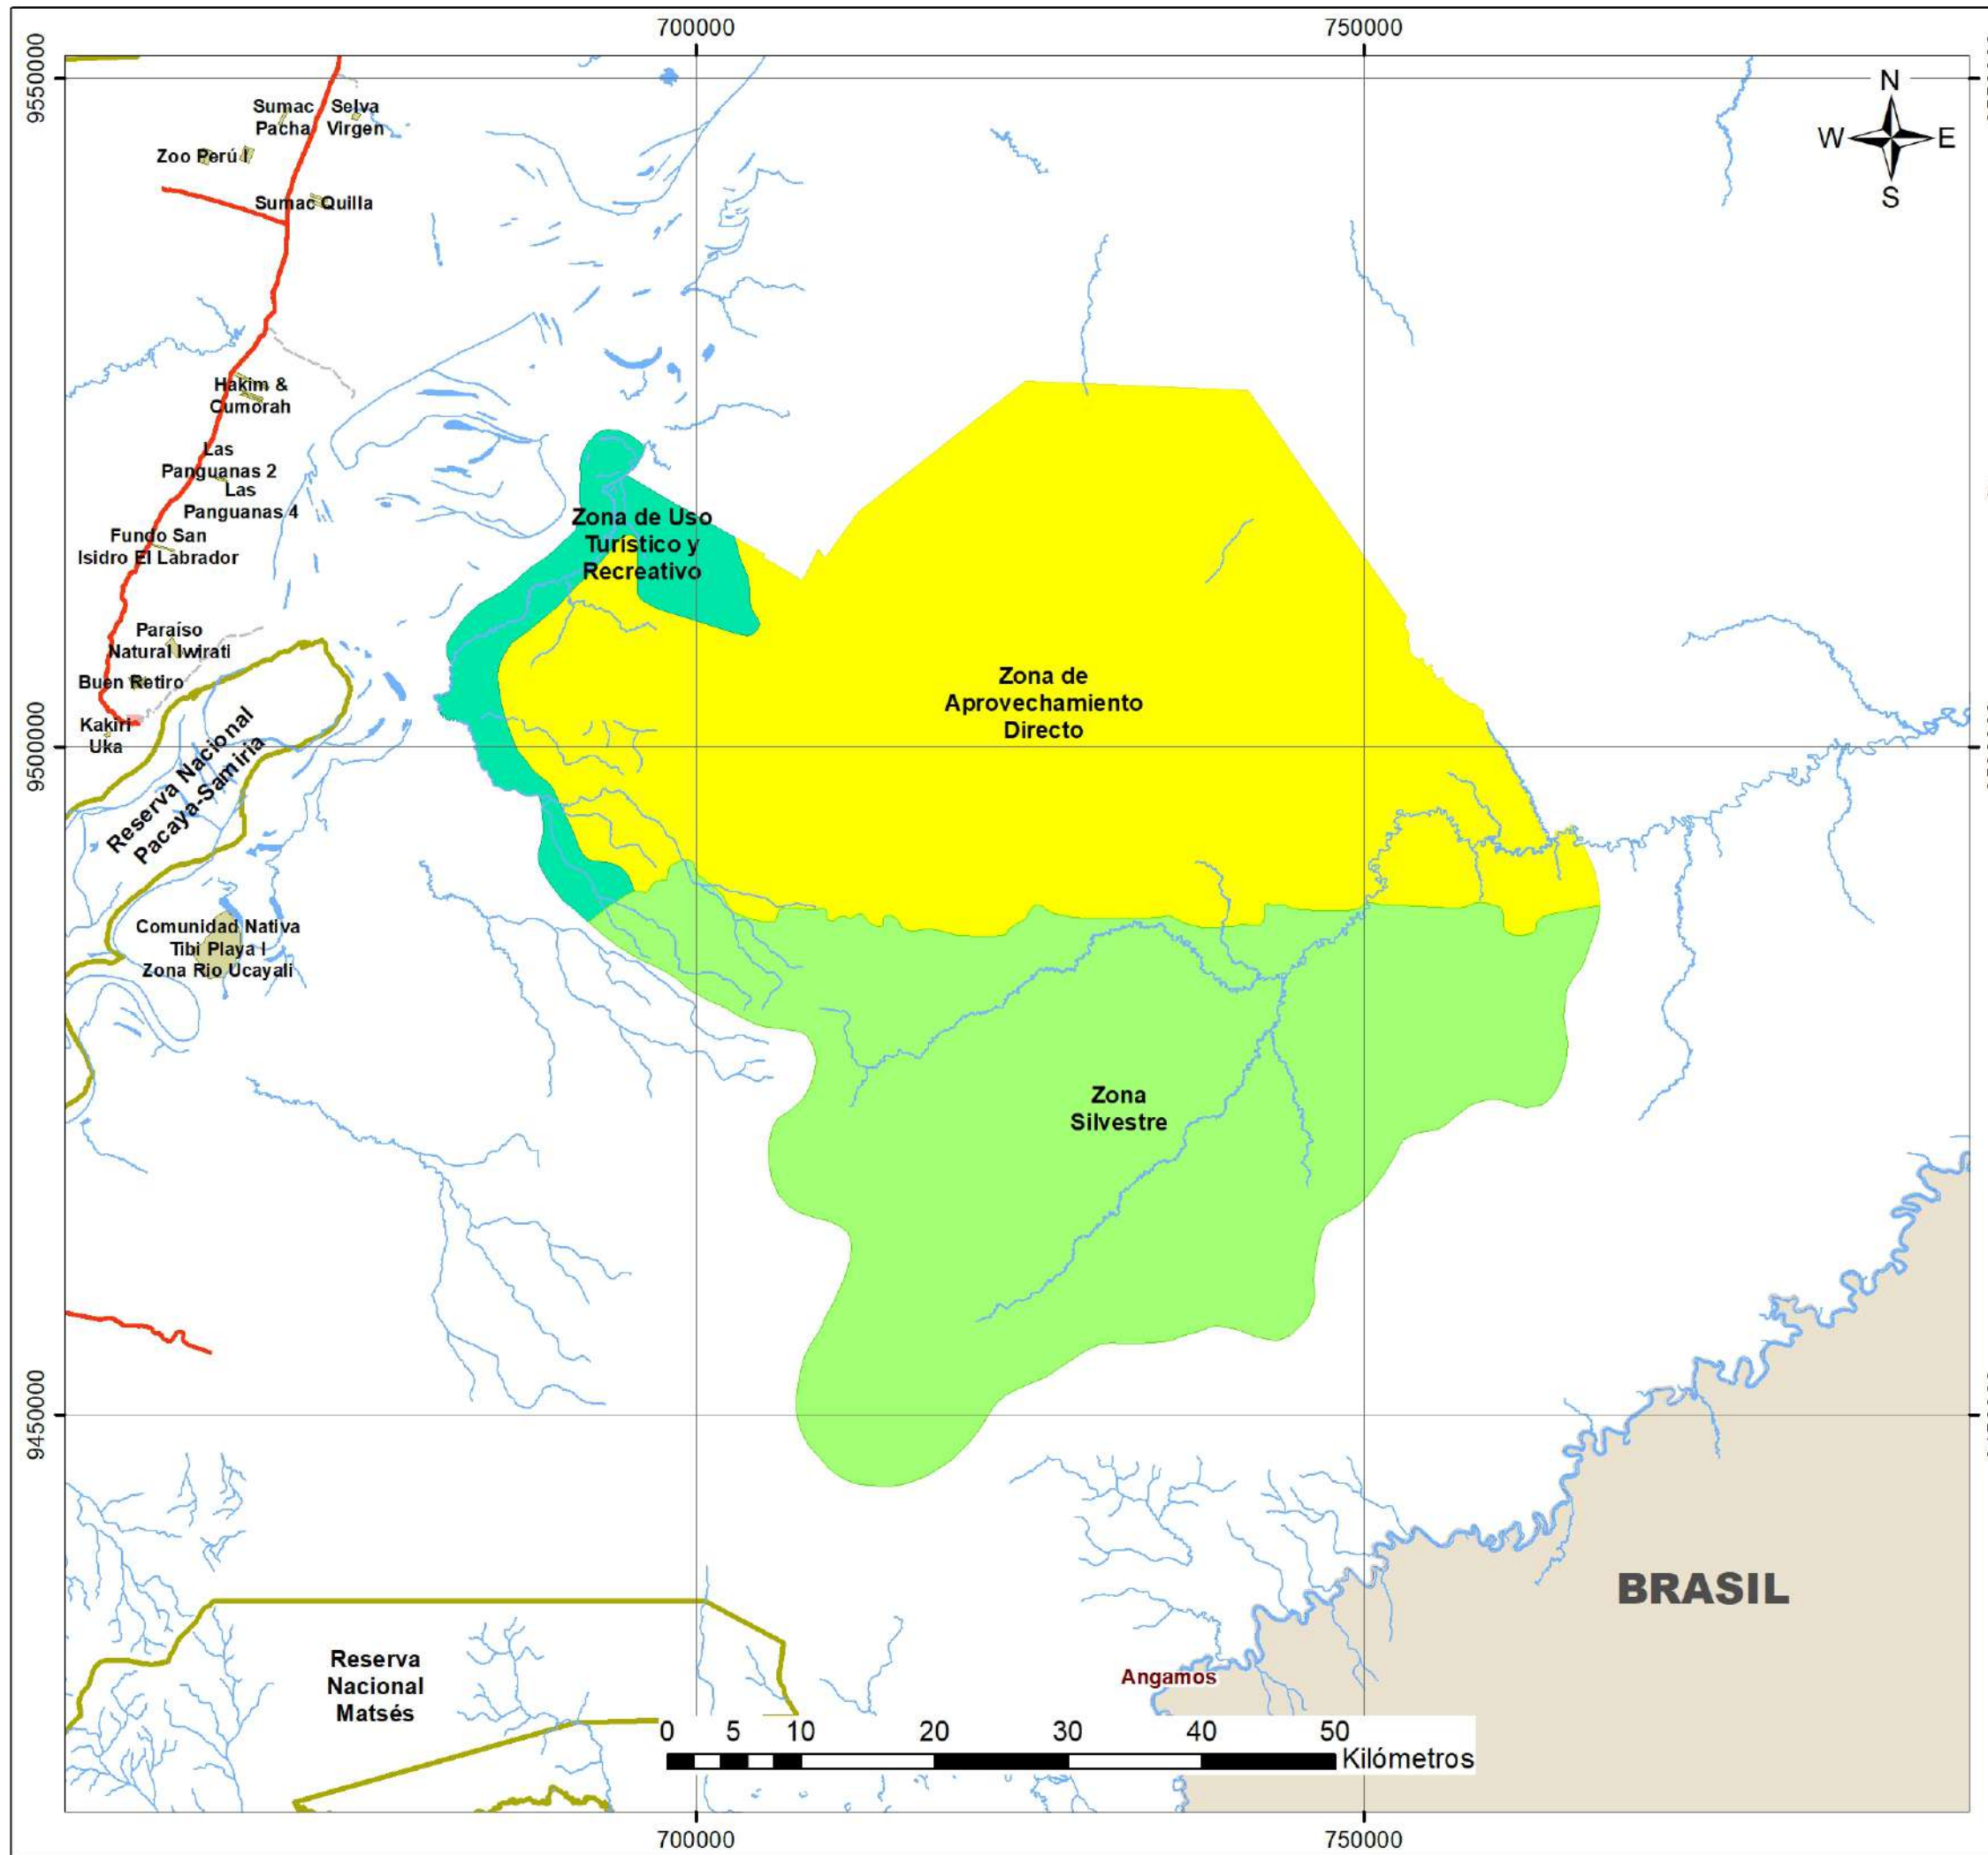 700000
750000
9550000
N
W
E
S
Sumac
Pacha
Selva
Virgen
Zoo Perú I
Sumac Quilla
Hakim &
Cumorah
Las
Panguanas 2
Las
Panguanas 4
Fundo San
Isidro El Labrador
Zona de Uso
Turístico y
Recreativo
Paraíso
Natural Iwirati
Buen Retiro
Kakiri
Uka
Zona de
Aprovechamiento
Directo
9500000
Reserva Nacional
Pacaya-Samiria
Comunidad Nativa
Tibi Playa I
Zona Rio Ucayali
Zona
Silvestre
9450000
BRASIL
Reserva
Nacional
Matsés
Angamos
0 5 10 20 30 40 50
Kilómetros
700000
750000